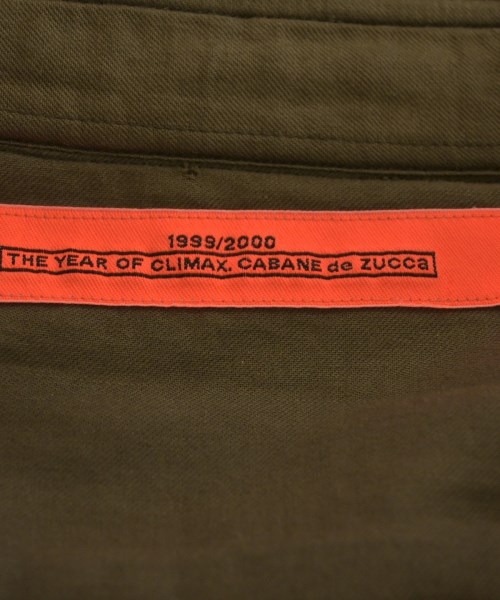 1999/2000
THE YEAR OF CLIMAX. CABANE de ZUCCa